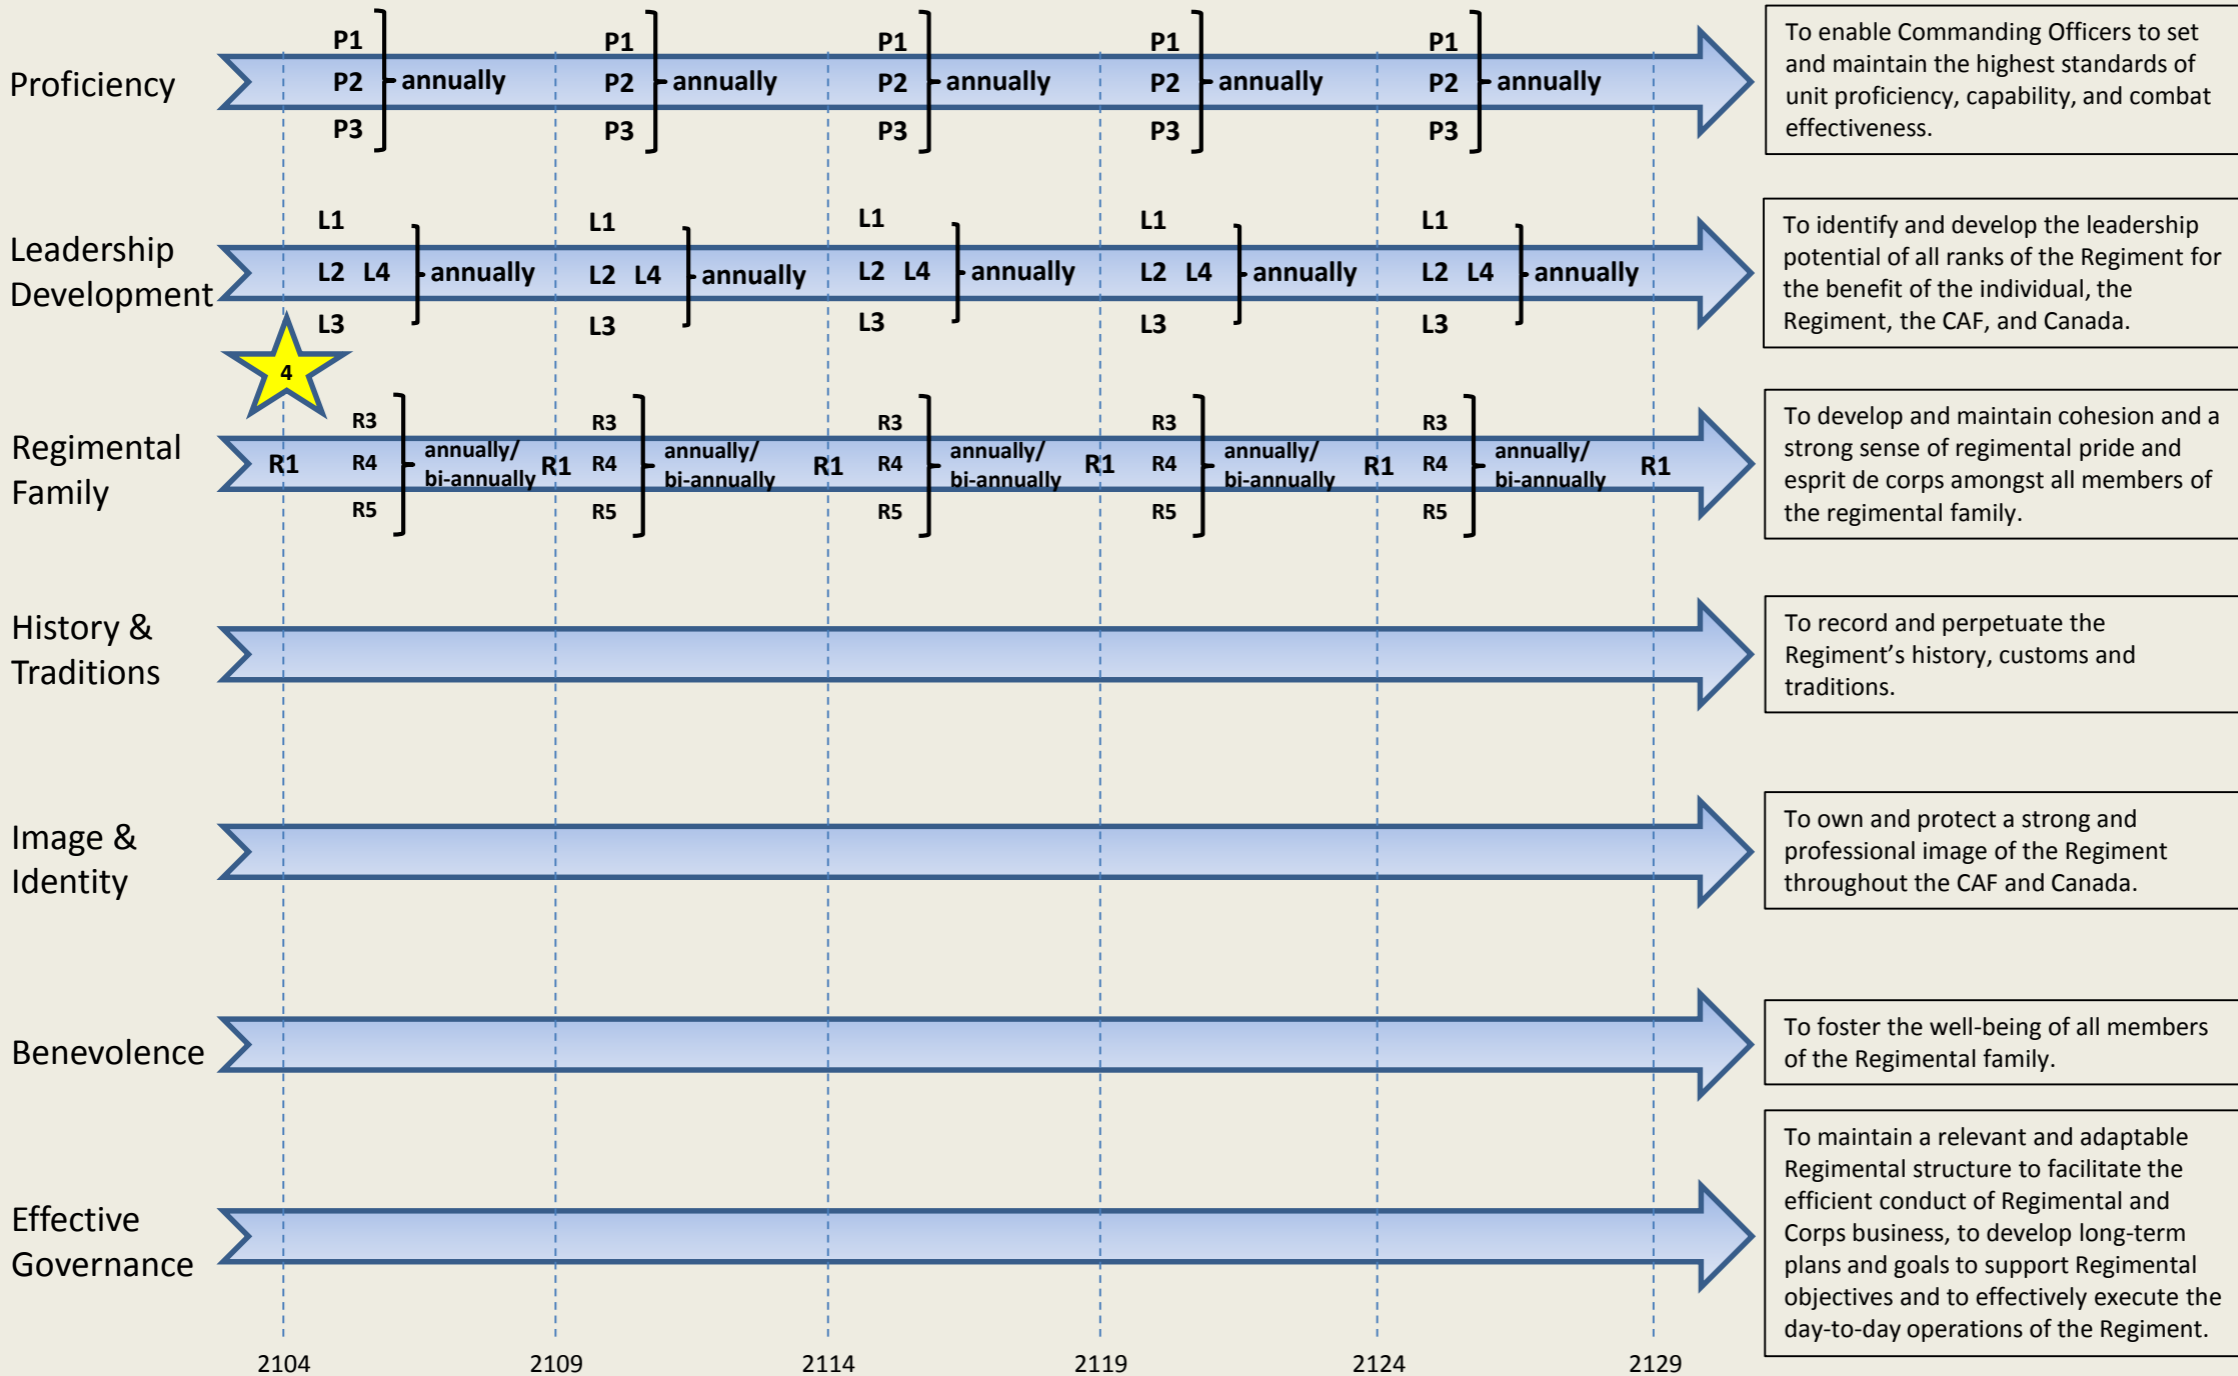 Proficiency
P1 P1 P1 P1 P1
P2 annually P2 annually P2 annually P2 annually P2 annually
P3 P3 P3 P3 P3
To enable Commanding Officers to set
and maintain the highest standards of
unit proficiency, capability, and combat
effectiveness.
Leadership
Development
L1 L1 L1 L1 L1
L2 L4 annually L2 L4 annually L2 L4 annually L2 L4 annually L2 L4 annually
L3 L3 L3 L3 L3
To identify and develop the leadership
potential of all ranks of the Regiment for
the benefit of the individual, the
Regiment, the CAF, and Canada.
4
Regimental
Family
R3 R3 R3 R3 R3
annually/ annually/ annually/ annually/ annually/
R1 R4 R1 R4 R1 R4 R1 R4 R1 R4 R1
bi-annually bi-annually bi-annually bi-annually bi-annually
R5 R5 R5 R5 R5
To develop and maintain cohesion and a
strong sense of regimental pride and
esprit de corps amongst all members of
the regimental family.
History &
Traditions
To record and perpetuate the
Regiment’s history, customs and
traditions.
Image &
Identity
To own and protect a strong and
professional image of the Regiment
throughout the CAF and Canada.
Benevolence
To foster the well-being of all members
of the Regimental family.
Effective
Governance
To maintain a relevant and adaptable
Regimental structure to facilitate the
efficient conduct of Regimental and
Corps business, to develop long-term
plans and goals to support Regimental
objectives and to effectively execute the
day-to-day operations of the Regiment.
2104 2109 2114 2119 2124 2129